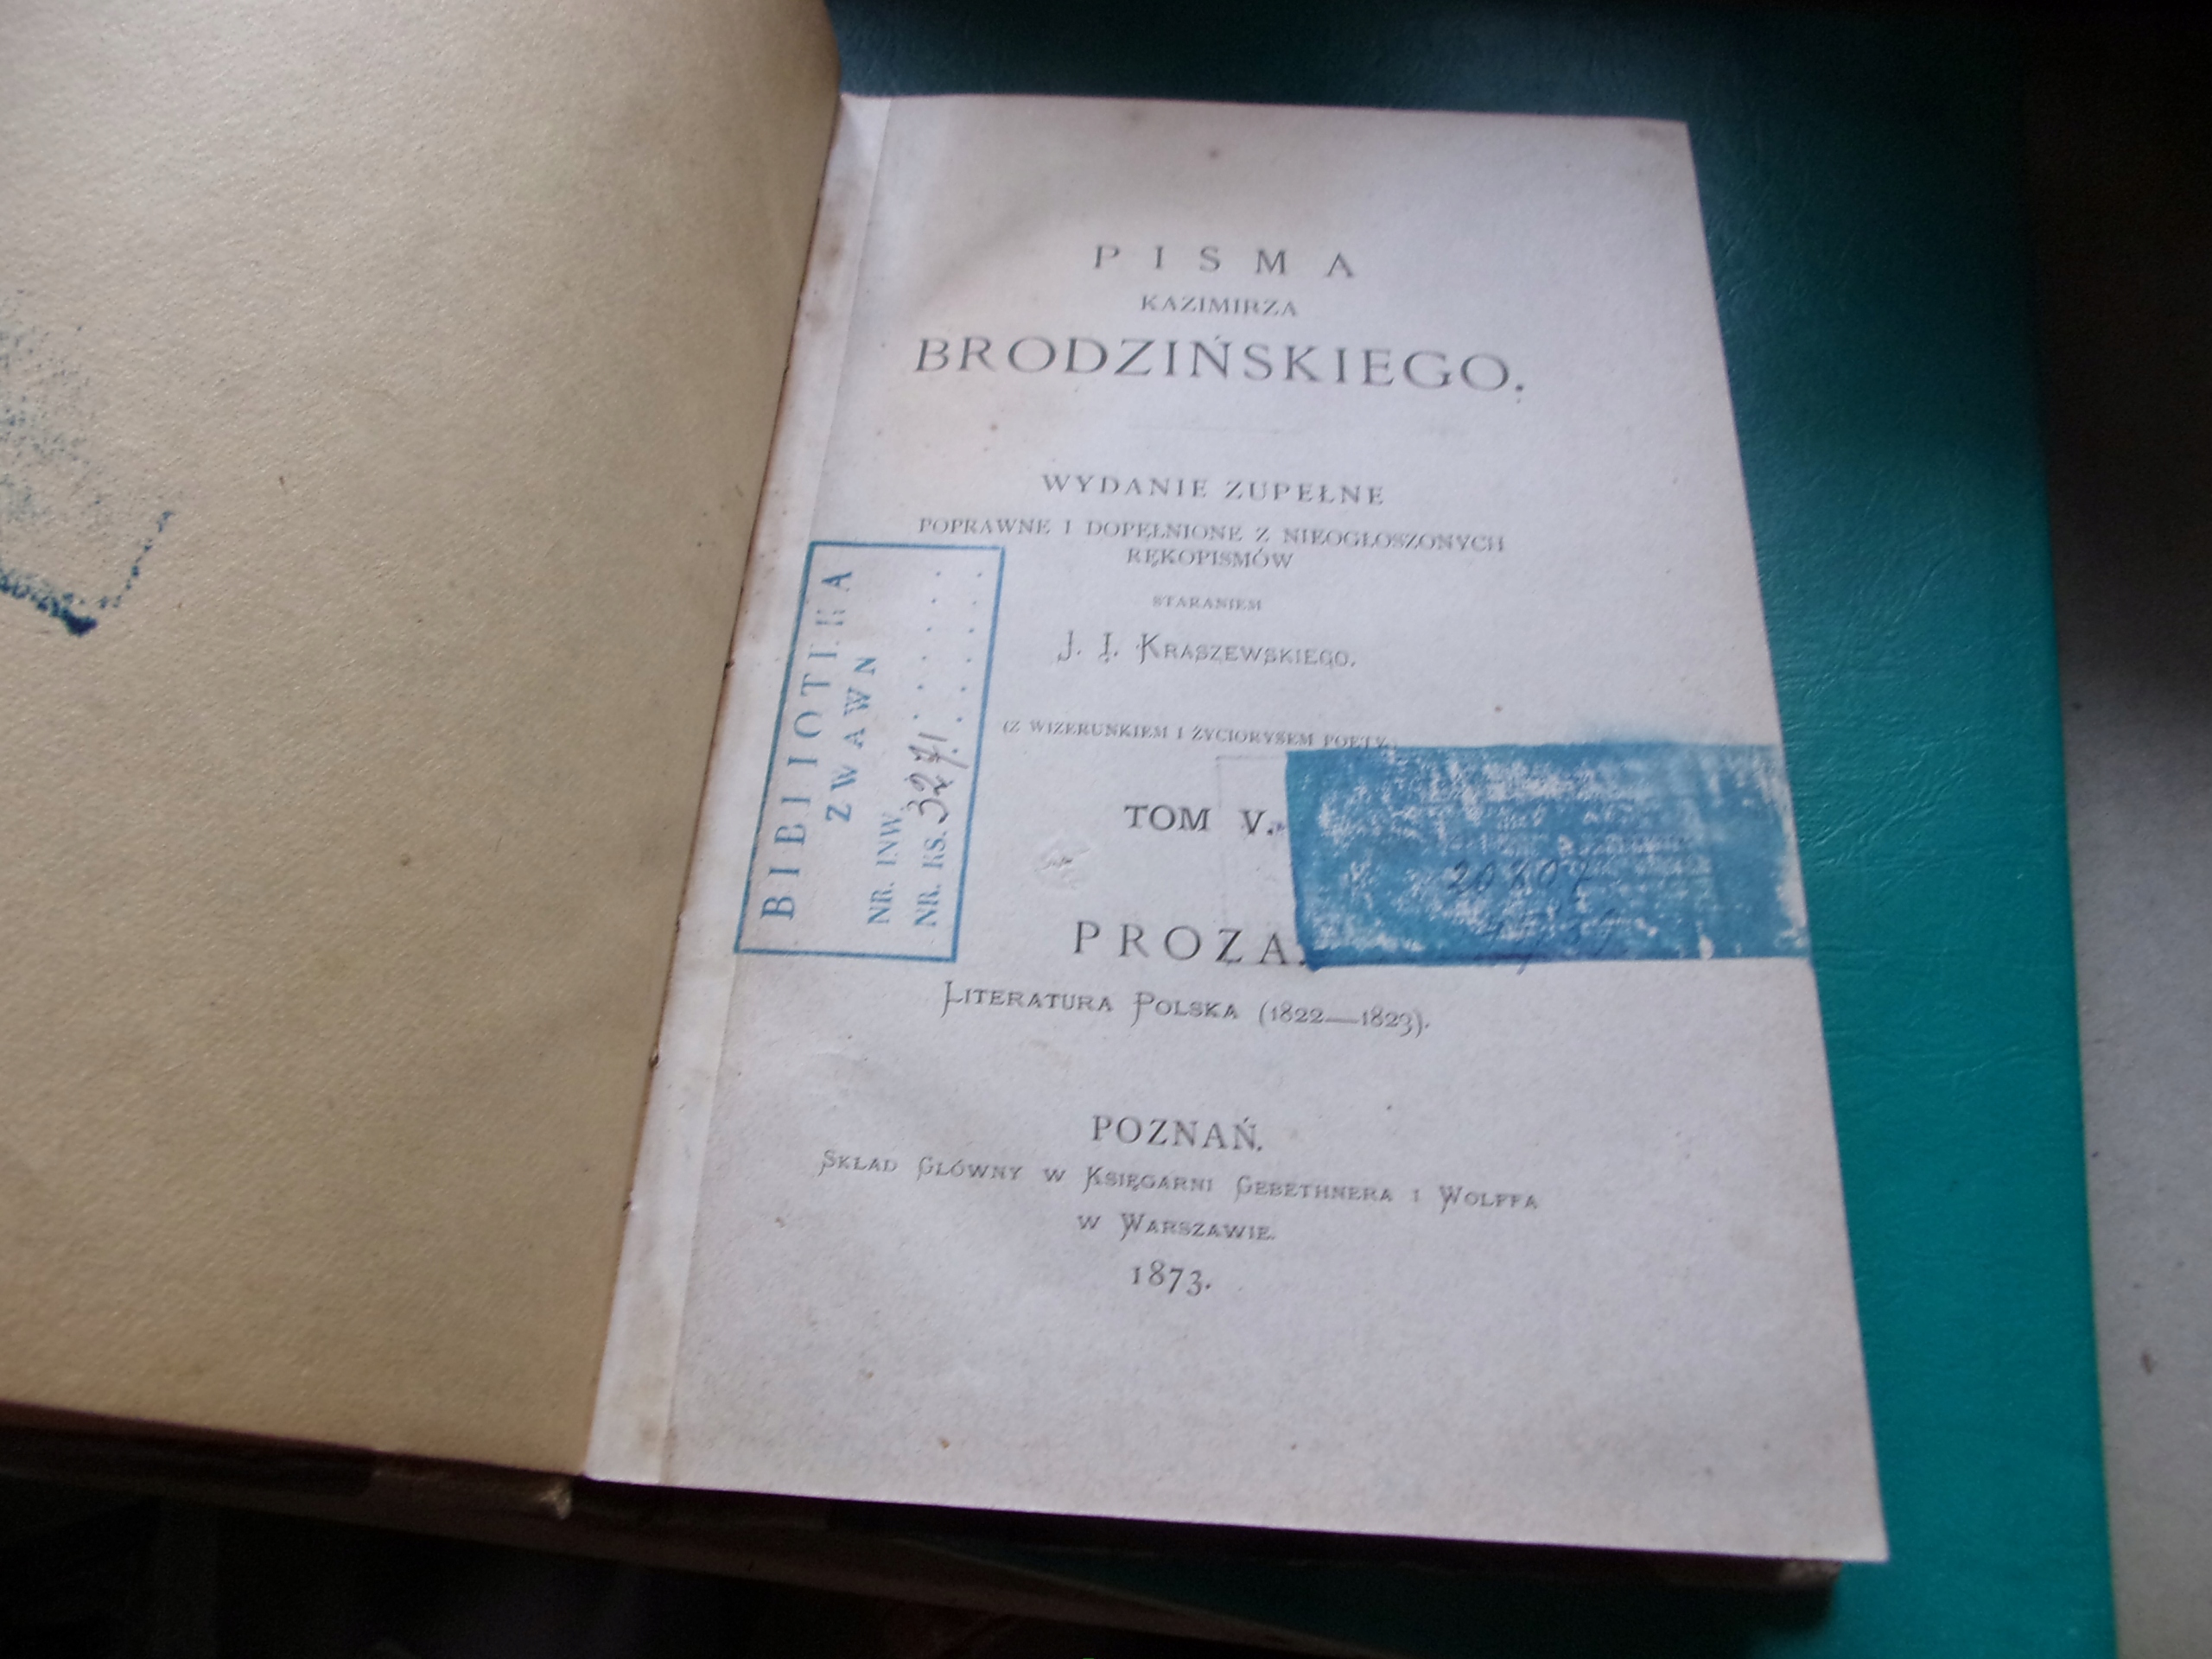 PISMA
KAZIMIRZA
BRODZIŃSKIEGO.
WYDANIE ZUPEŁNE
POPRAWNE I DOPEŁNIONE Z NIEOGŁOSZONYCH
RĘKOPISMÓW
STARANIEM
J. I. KRASZEWSKIEGO.
(Z WIZERUNKIEM I ŻYCIORYSEM POETY.)
TOM V.
PROZA.
LITERATURA POLSKA (1822—1823).
POZNAŃ.
SKŁAD GŁÓWNY W KSIĘGARNI GEBETHNERA I WOLFFA
W WARSZAWIE.
1873.
BIBLIOTEKA
ZWAWN
NR. INW.
NR. KS. 3271